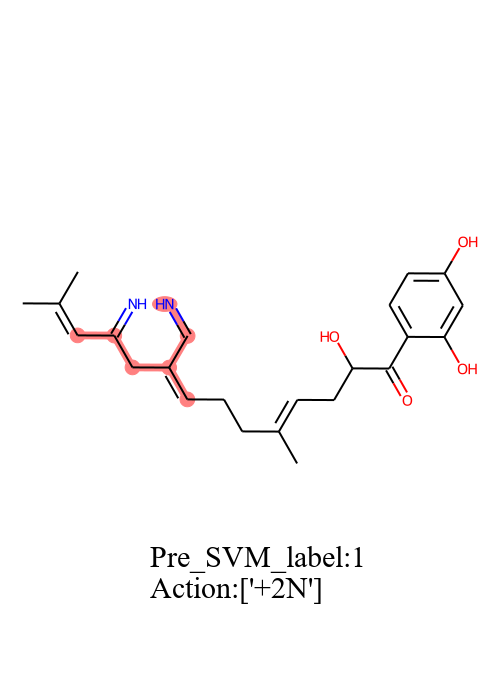 OH
NH
HN
HO
OH
O
Pre_SVM_label:1
Action:['+2N']